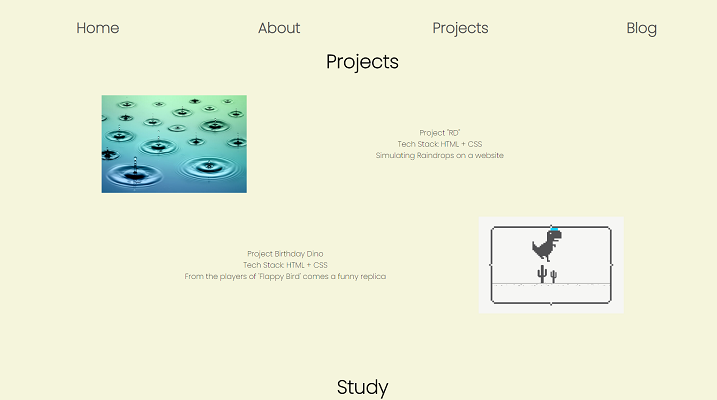 Home About Projects Blog
Projects
Project "RD"
Tech Stack: HTML + CSS
Simulating Raindrops on a website
Project Birthday Dino
Tech Stack: HTML + CSS
From the players of 'Flappy Bird' comes a funny replica
Study